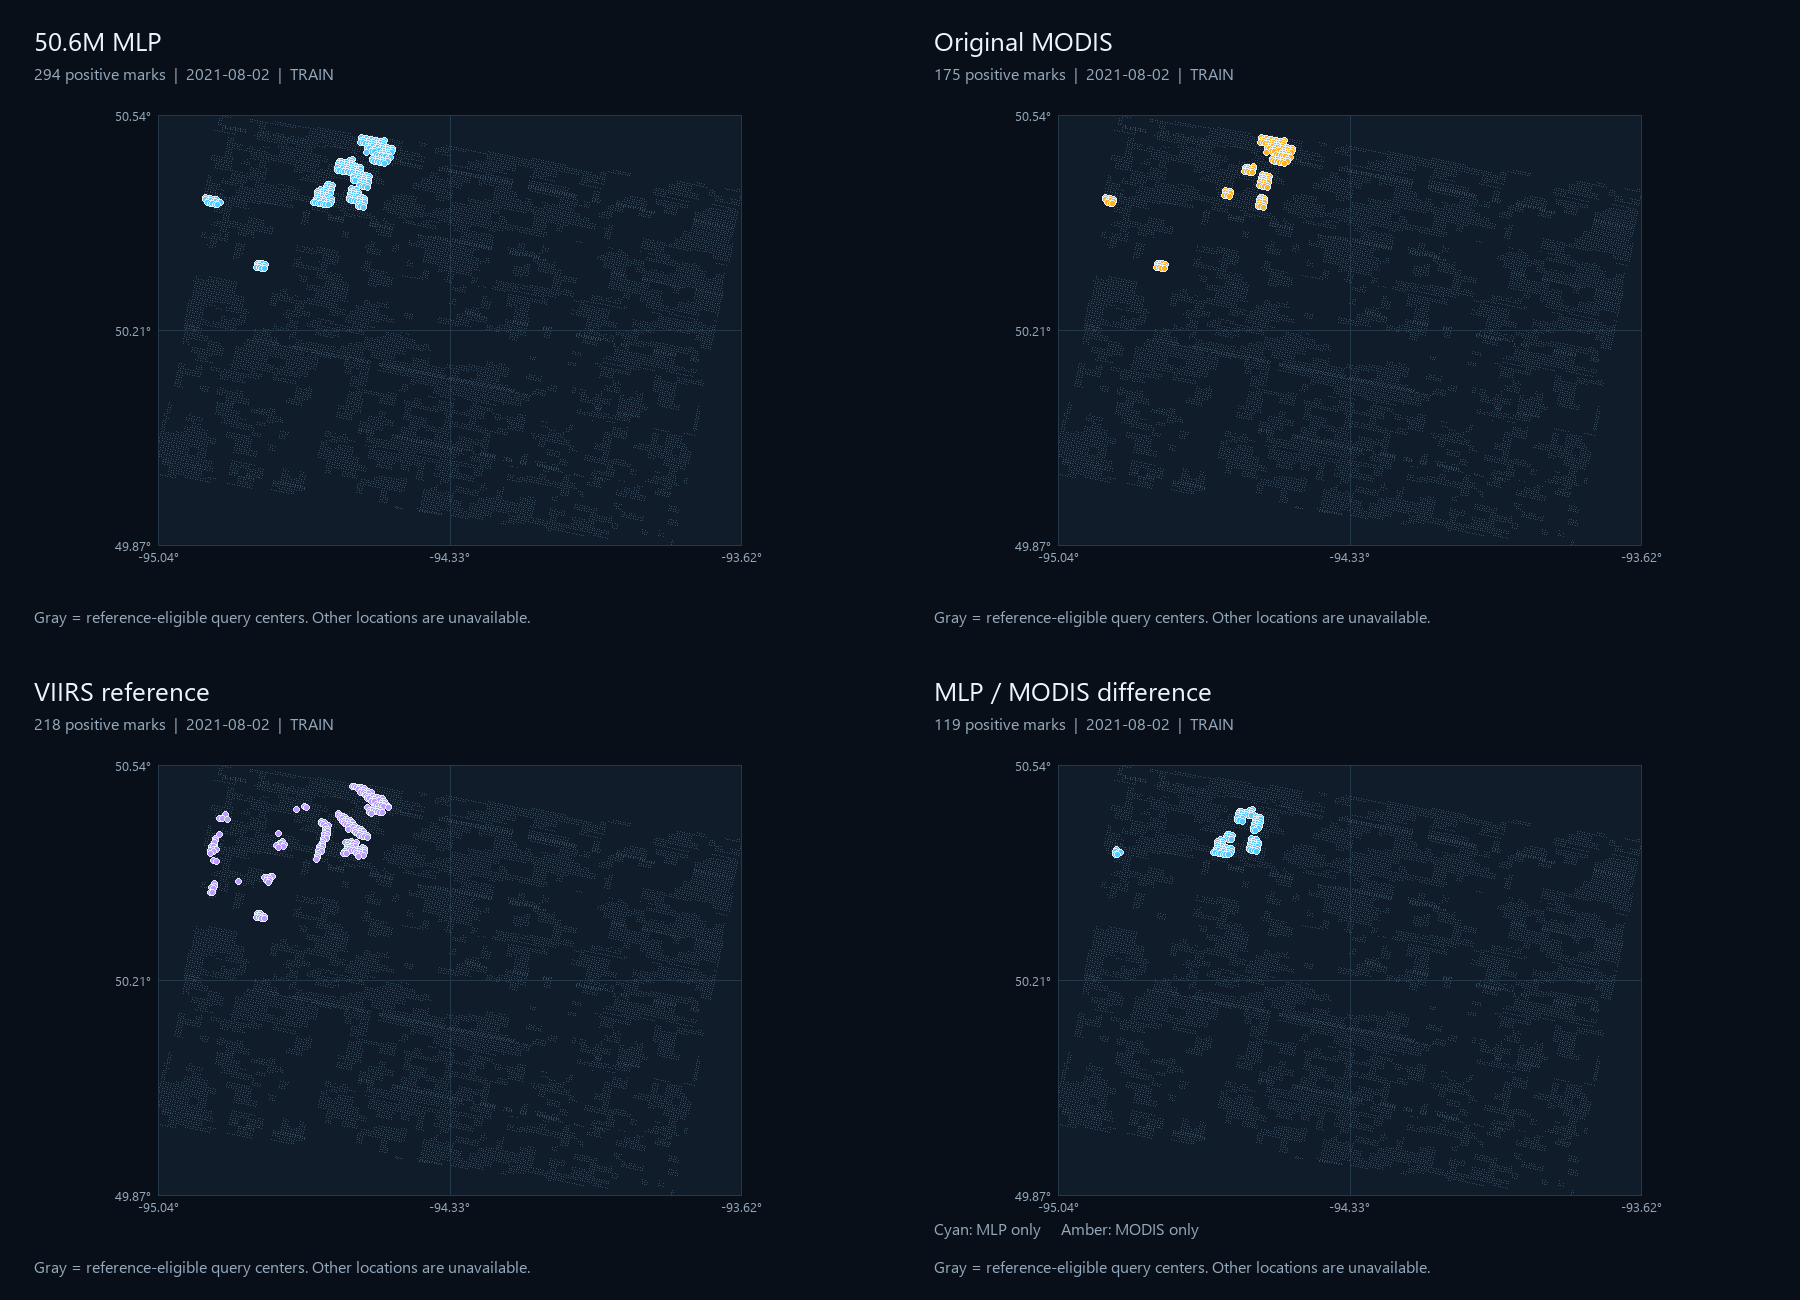 50.6M MLP
294 positive marks | 2021-08-02 | TRAIN
50.54°
50.21°
49.87°
-95.04°
-94.33°
-93.62°
Gray = reference-eligible query centers. Other locations are unavailable.
Original MODIS
175 positive marks | 2021-08-02 | TRAIN
50.54°
50.21°
49.87°
-95.04°
-94.33°
-93.62°
Gray = reference-eligible query centers. Other locations are unavailable.
VIIRS reference
218 positive marks | 2021-08-02 | TRAIN
50.54°
50.21°
49.87°
-95.04°
-94.33°
-93.62°
Gray = reference-eligible query centers. Other locations are unavailable.
MLP / MODIS difference
119 positive marks | 2021-08-02 | TRAIN
50.54°
50.21°
49.87°
-95.04°
-94.33°
-93.62°
Cyan: MLP only Amber: MODIS only
Gray = reference-eligible query centers. Other locations are unavailable.